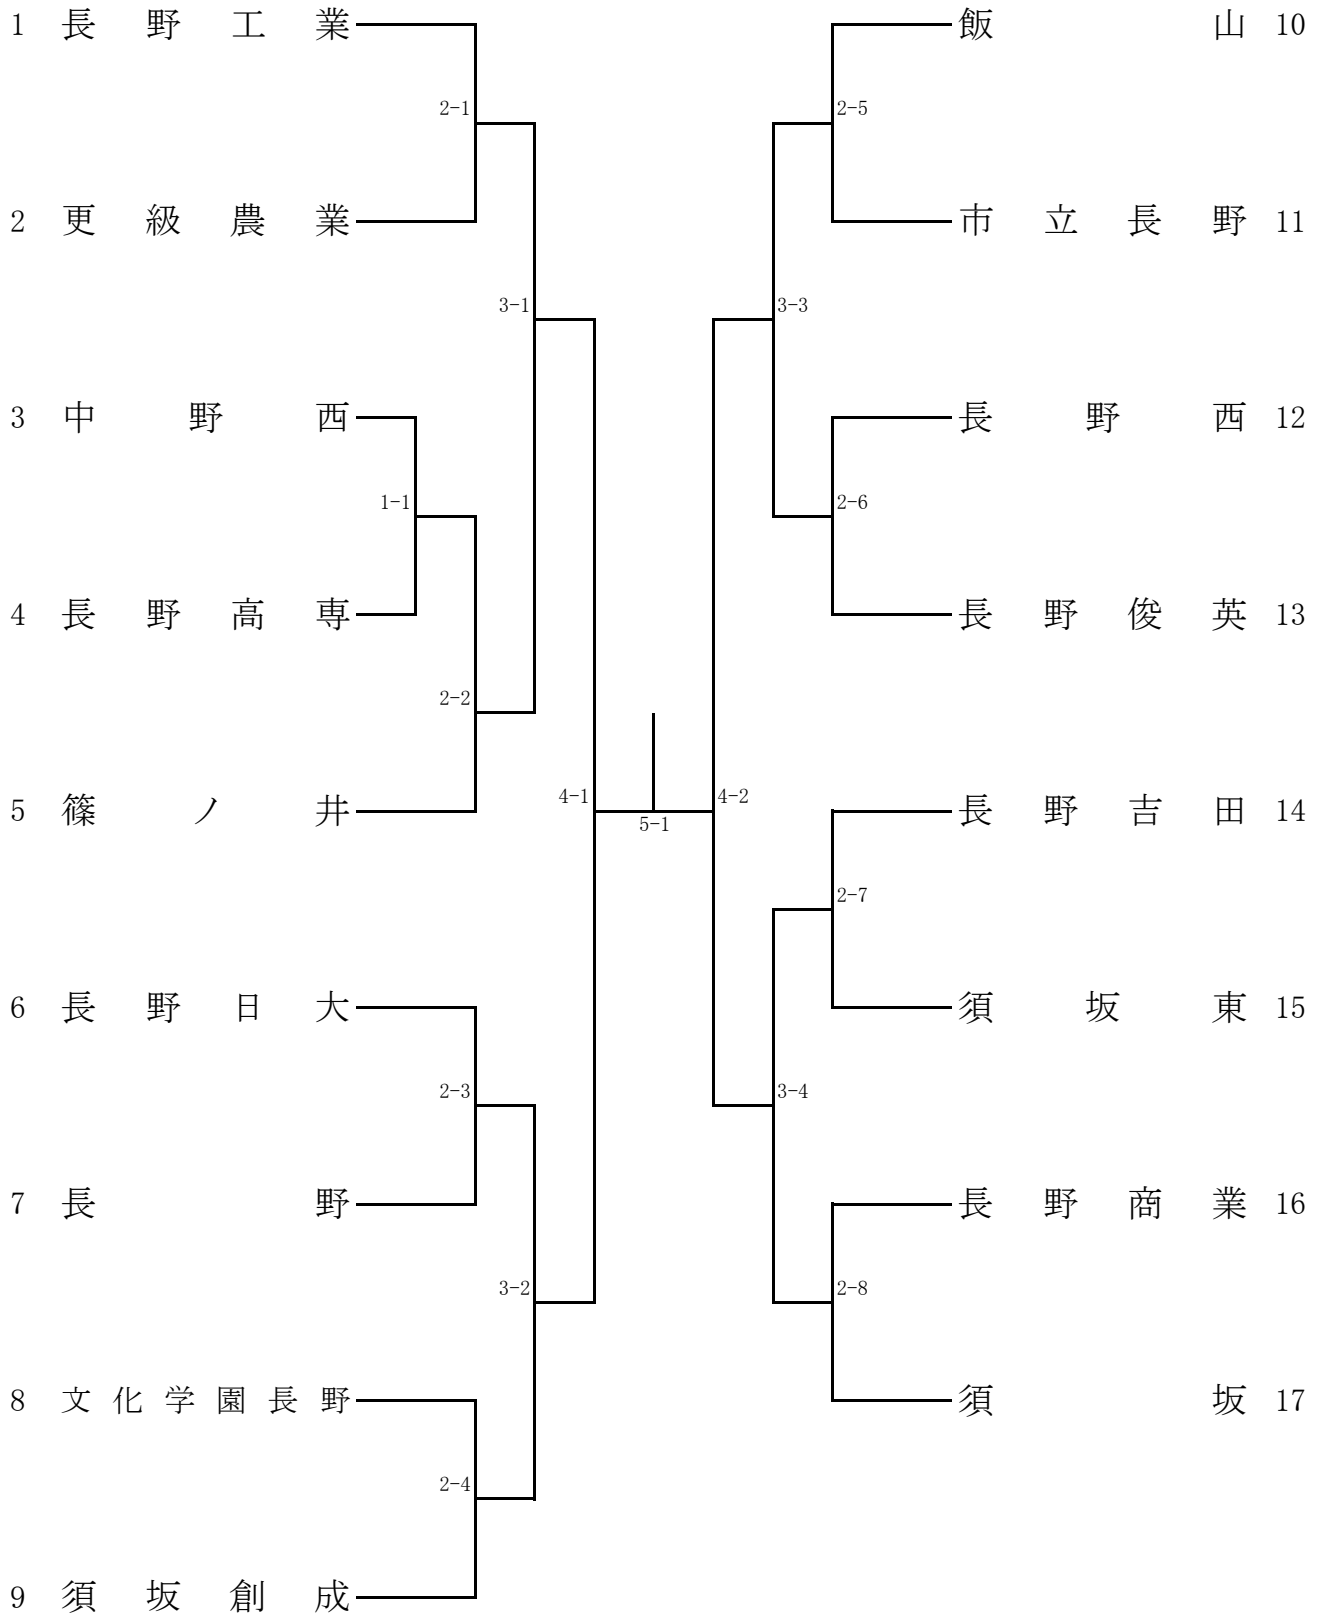 1 長野工業
2-1
2 更級農業
3-1
3 中野西
1-1
4 長野高専
2-2
5 篠ノ井
4-1
6 長野日大
2-3
7 長野
3-2
8 文化学園長野
2-4
9 須坂創成
5-1
飯山 10
2-5
市立長野 11
3-3
長野西 12
2-6
長野俊英 13
4-2
長野吉田 14
2-7
須坂東 15
3-4
長野商業 16
2-8
須坂 17